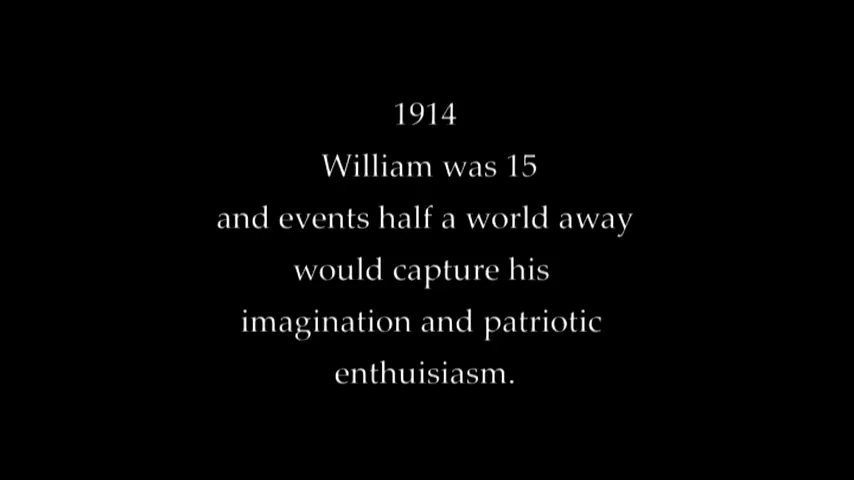 1914
William was 15
and events half a world away
would capture his
imagination and patriotic
enthuisiasm.